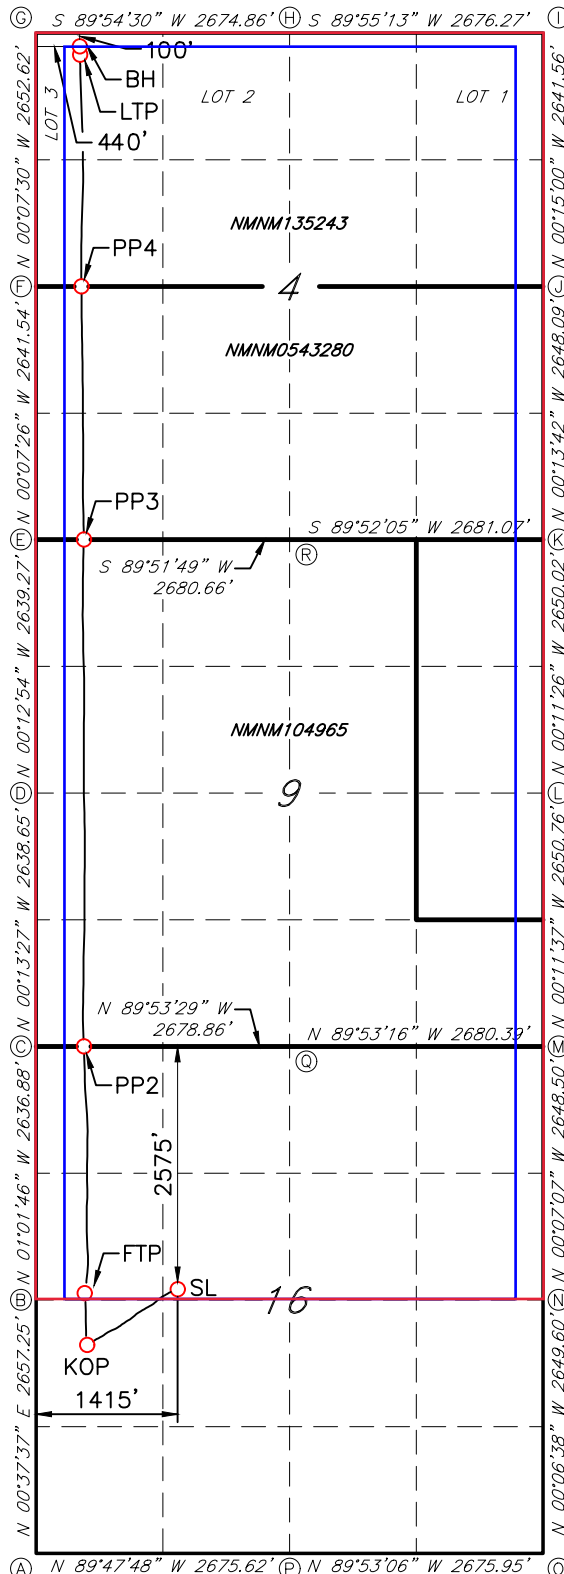 G S 89°54'30" W 2674.86' H S 89°55'13" W 2676.27' I
100'
BH
LTP
440'
LOT 3
LOT 2
LOT 1
N 00°07'30" W 2652.62'
N 00°15'00" W 2641.56'
NMNM135243
PP4
F
4
J
NMNM0543280
N 00°07'26" W 2641.54'
N 00°13'42" W 2648.09'
PP3
S 89°52'05" W 2681.07'
E
K
R
S 89°51'49" W
2680.66'
N 00°12'54" W 2639.27'
N 00°11'26" W 2650.02'
NMNM104965
D
9
L
N 00°13'27" W 2638.65'
N 00°11'37" W 2650.76'
N 89°53'29" W
2678.86'
N 89°53'16" W 2680.39'
C
M
Q
PP2
2575'
N 01°01'46" W 2636.88'
N 00°07'07" W 2648.50'
FTP
SL
B
16
N
KOP
1415'
N 00°37'37" E 2657.25'
N 00°06'38" W 2649.60'
A N 89°47'48" W 2675.62' P N 89°53'06" W 2675.95' O